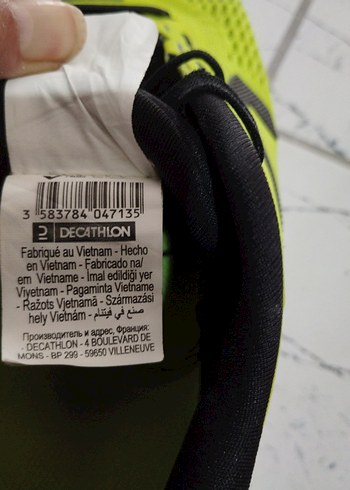 3 583784 047135
DECATHLON
Fabriqué au Vietnam - Hecho
en Vietnam - Fabricado na/
em Vietname - İmal edildiği yer
Vıyetnam - Pagaminta Vietname
- Ražots Vietnamā - Származási
hely Vietnám - صنع في فيتنام
Производитель и адрес, Франция:
- DECATHLON - 4 BOULEVARD DE
MONS - BP 299 - 59650 VILLENEUVE